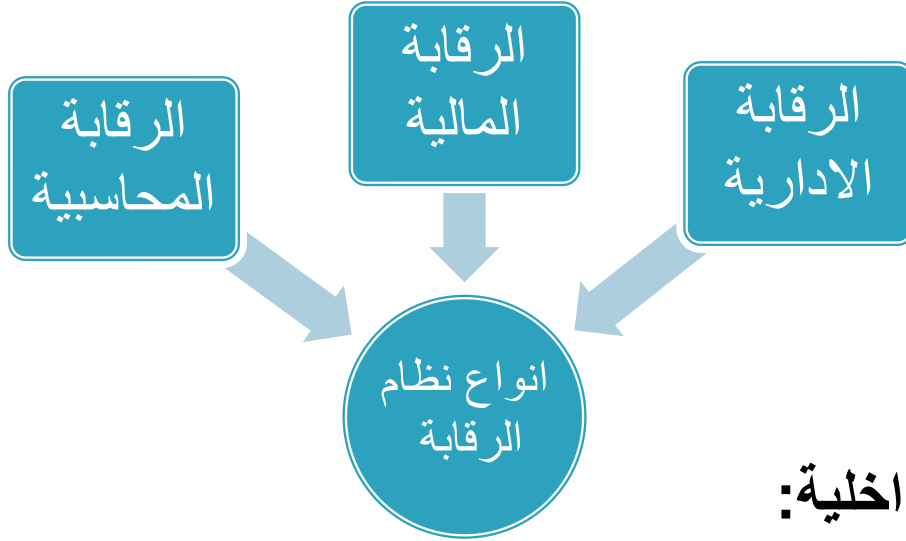 الرقابة
المالية
الرقابة
الادارية
الرقابة
المحاسبية
انواع نظام
الرقابة
اخلية: